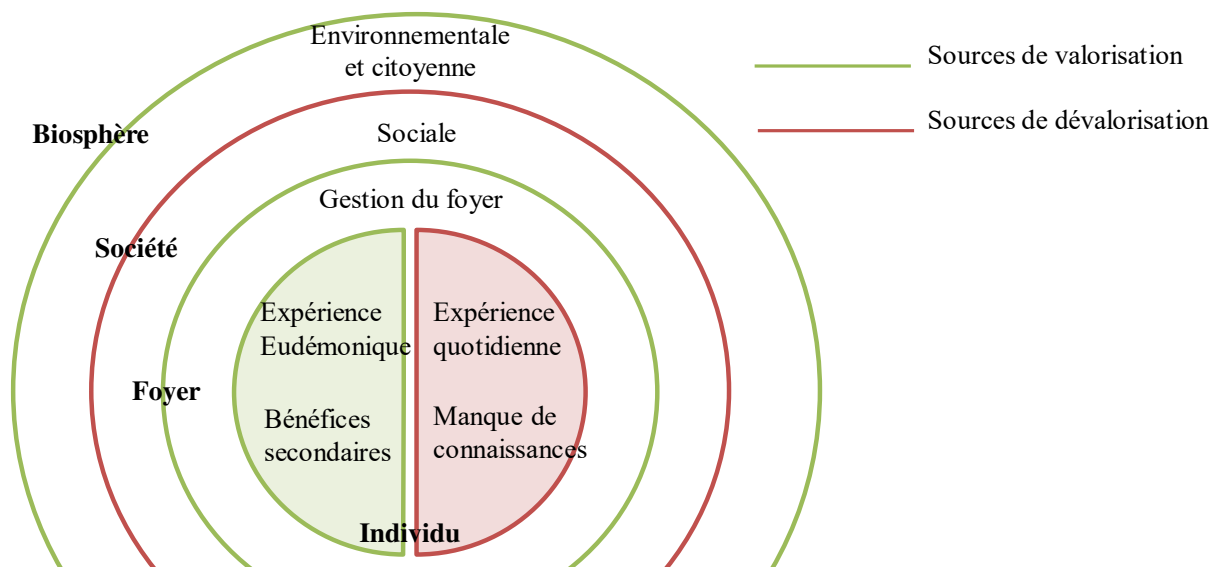 Environnementale
et citoyenne
Sources de valorisation
Sources de dévalorisation
Biosphère
Sociale
Gestion du foyer
Société
Expérience
Eudémonique
Expérience
quotidienne
Foyer
Bénéfices
secondaires
Manque de
connaissances
Individu